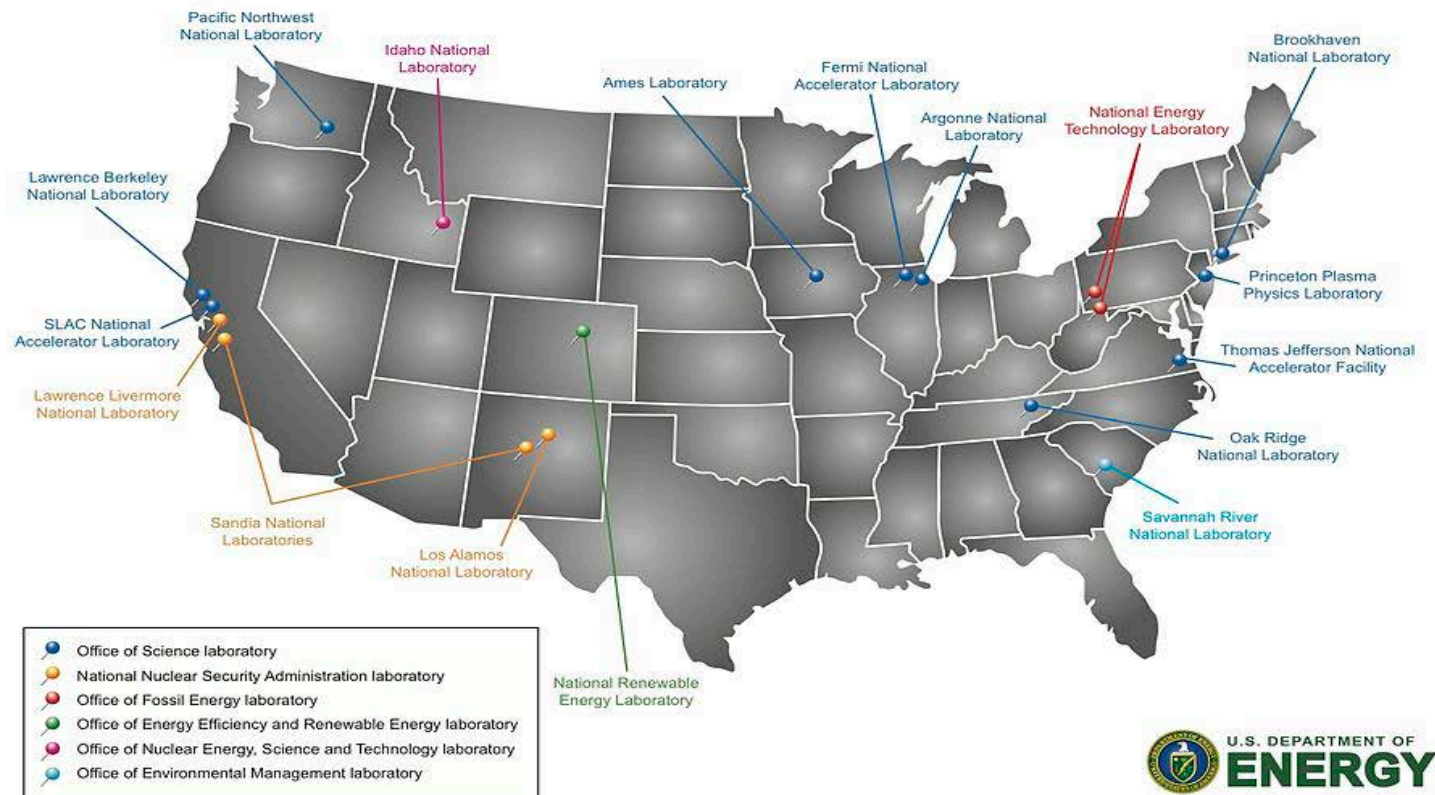 Pacific Northwest
National Laboratory
Idaho National
Laboratory
Ames Laboratory
Fermi National
Accelerator Laboratory
Argonne National
Laboratory
National Energy
Technology Laboratory
Brookhaven
National Laboratory
Lawrence Berkeley
National Laboratory
SLAC National
Accelerator Laboratory
Lawrence Livermore
National Laboratory
Princeton Plasma
Physics Laboratory
Thomas Jefferson National
Accelerator Facility
Oak Ridge
National Laboratory
Savannah River
National Laboratory
Sandia National
Laboratories
Los Alamos
National Laboratory
National Renewable
Energy Laboratory
Office of Science laboratory
National Nuclear Security Administration laboratory
Office of Fossil Energy laboratory
Office of Energy Efficiency and Renewable Energy laboratory
Office of Nuclear Energy, Science and Technology laboratory
Office of Environmental Management laboratory
U.S. DEPARTMENT OF
ENERGY